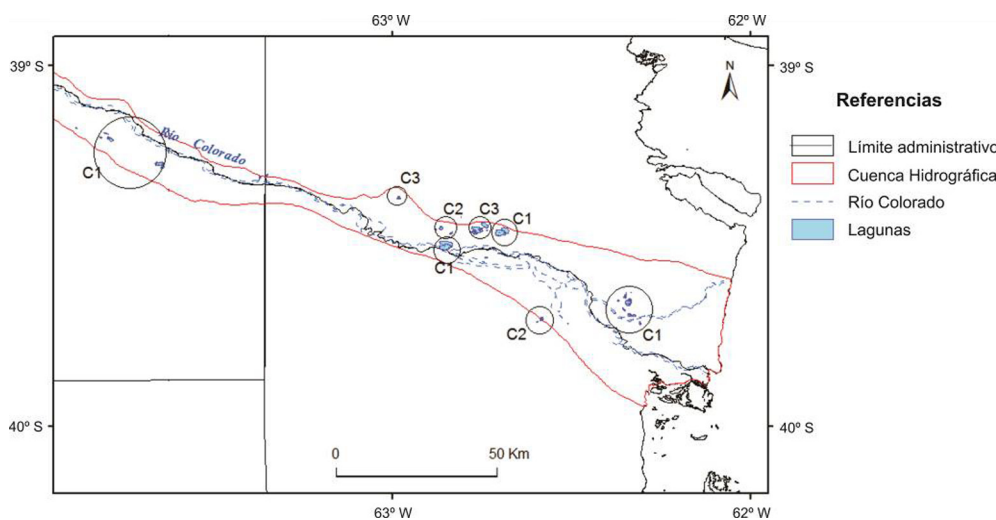 63º W
62º W
39º S
39º S
N
Referencias
Río Colorado
Límite administrativo
Cuenca Hidrográfica
Río Colorado
Lagunas
C1
C3
C2
C3
C1
C1
C2
C1
40º S
40º S
0
50 Km
63º W
62º W